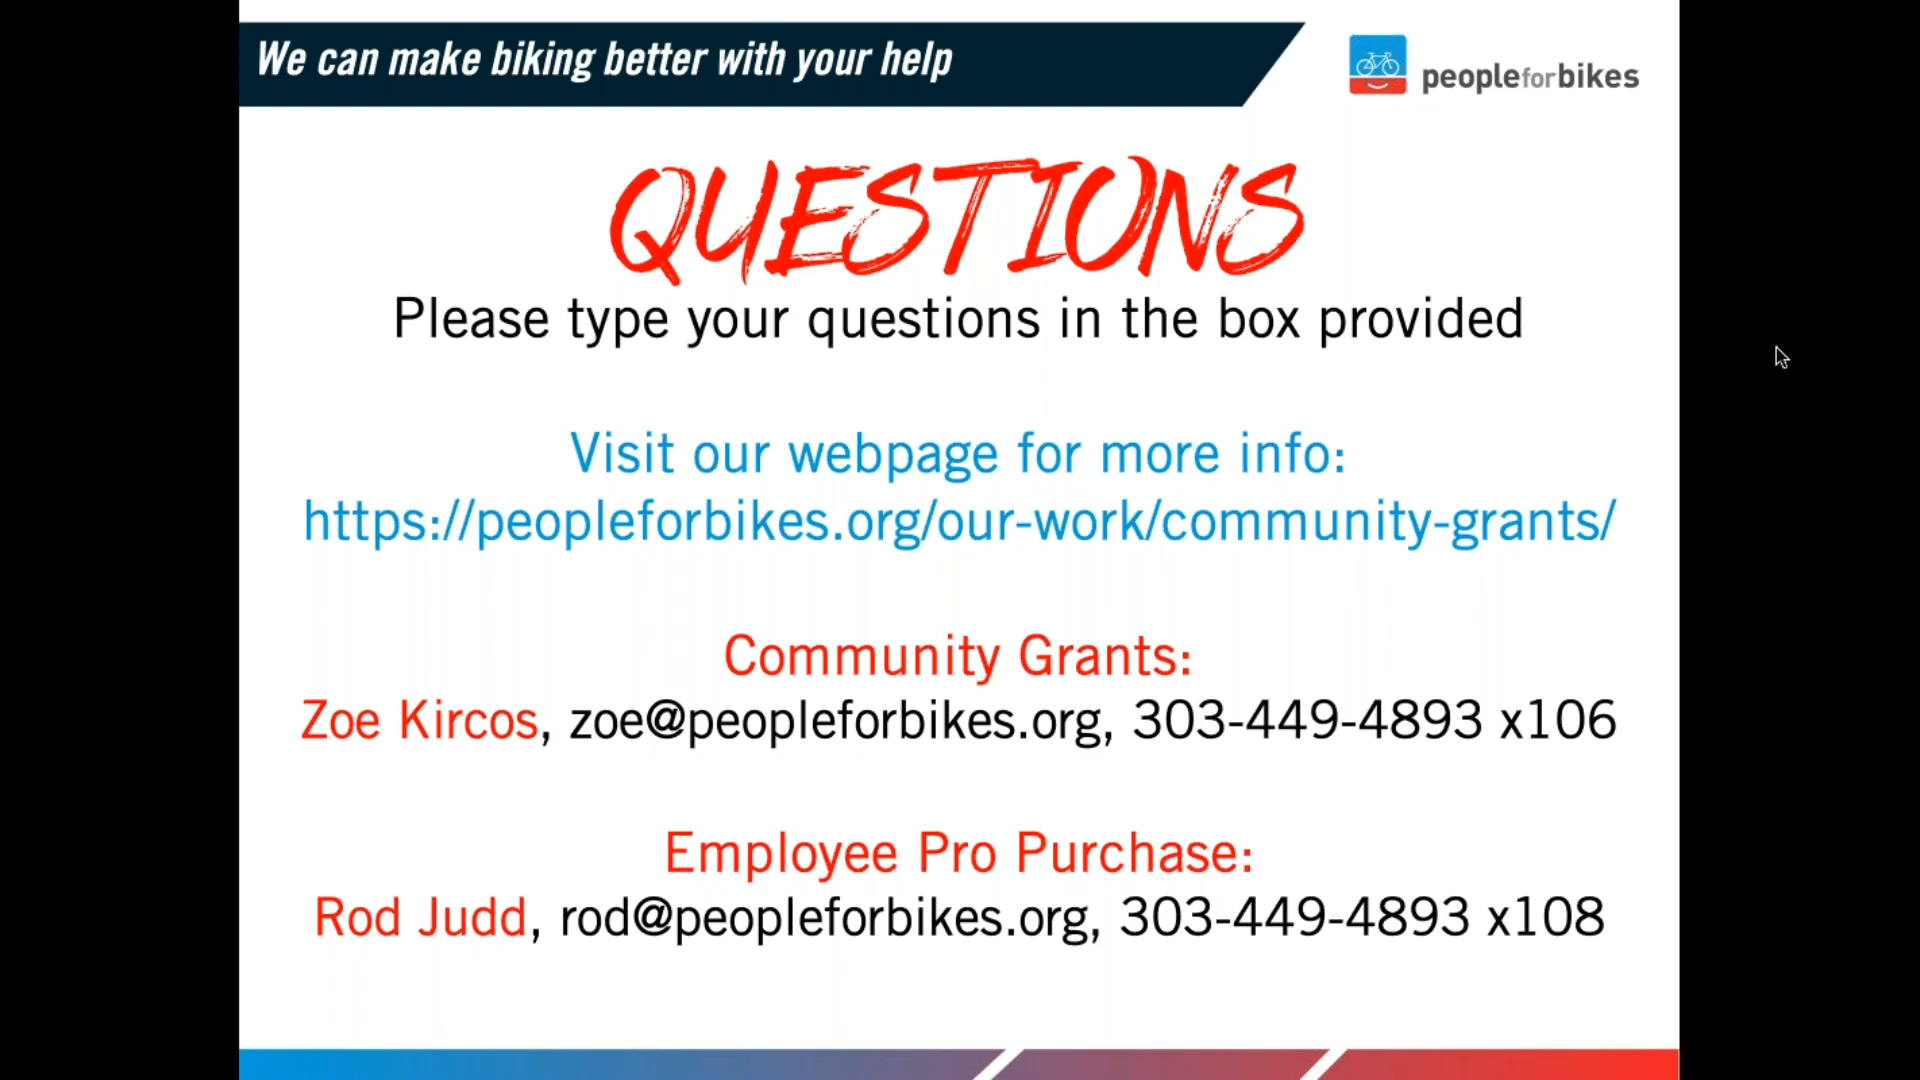 We can make biking better with your help
peopleforbikes
QUESTIONS
Please type your questions in the box provided
Visit our webpage for more info:
https://peopleforbikes.org/our-work/community-grants/
Community Grants:
Zoe Kircos, zoe@peopleforbikes.org, 303-449-4893 x106
Employee Pro Purchase:
Rod Judd, rod@peopleforbikes.org, 303-449-4893 x108